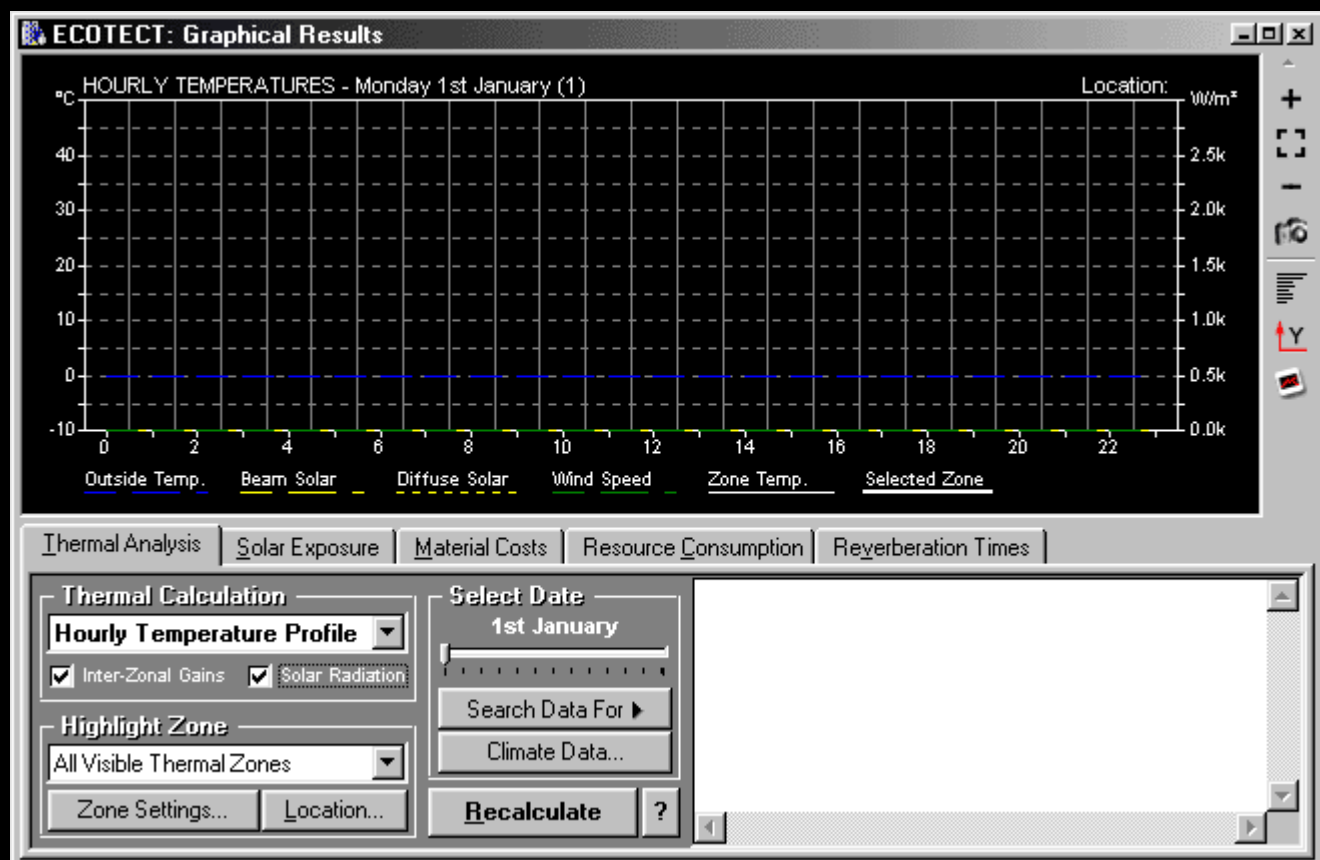 ECOTECT: Graphical Results
HOURLY TEMPERATURES - Monday 1st January (1) Location:
°C W/m²
40 2.5k
30 2.0k
20 1.5k
10 1.0k
0 0.5k
-10 0.0k
0 2 4 6 8 10 12 14 16 18 20 22
Outside Temp. Beam Solar Diffuse Solar Wind Speed Zone Temp. Selected Zone
Y
Thermal Analysis Solar Exposure Material Costs Resource Consumption Reverberation Times
Thermal Calculation
Hourly Temperature Profile
Inter-Zonal Gains Solar Radiation
Highlight Zone
All Visible Thermal Zones
Zone Settings... Location...
Select Date
1st January
Search Data For
Climate Data...
Recalculate ?